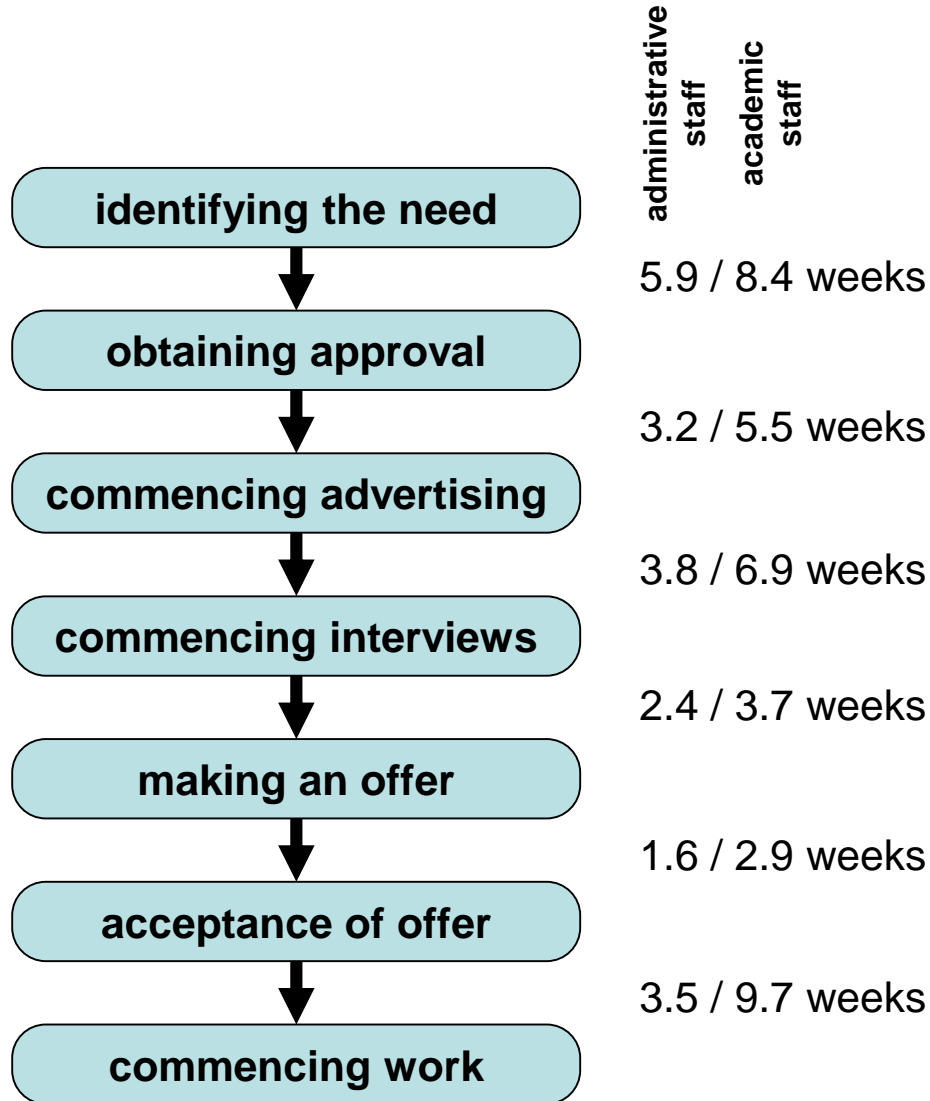 administrative
staff
academic
staff
identifying the need
5.9 / 8.4 weeks
obtaining approval
3.2 / 5.5 weeks
commencing advertising
3.8 / 6.9 weeks
commencing interviews
2.4 / 3.7 weeks
making an offer
1.6 / 2.9 weeks
acceptance of offer
3.5 / 9.7 weeks
commencing work